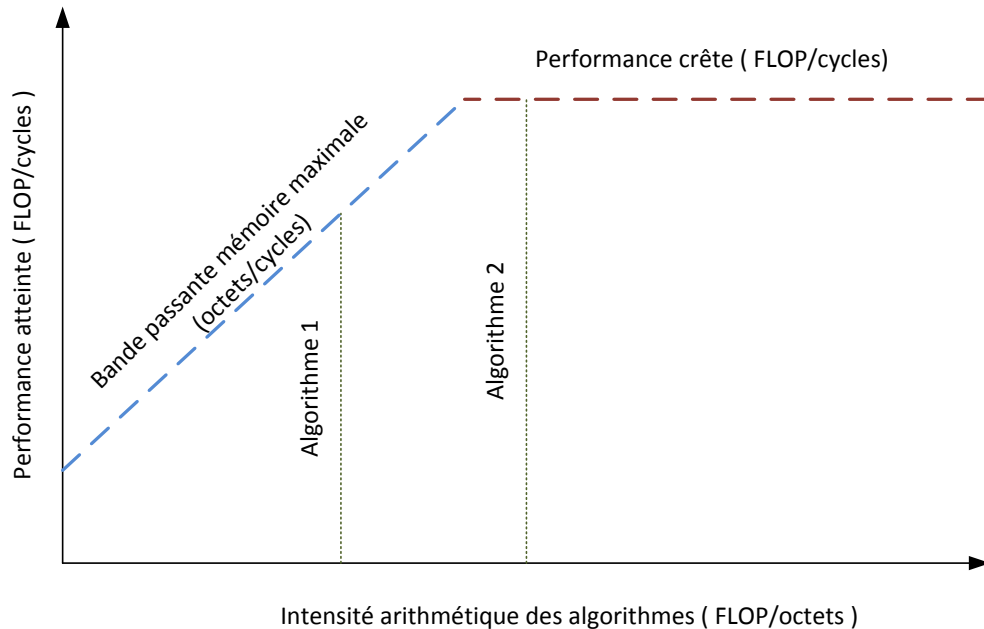 Performance crête ( FLOP/cycles)
Performance atteinte ( FLOP/cycles)
Bande passante mémoire maximale
(octets/cycles)
Algorithme 1
Algorithme 2
Intensité arithmétique des algorithmes ( FLOP/octets )